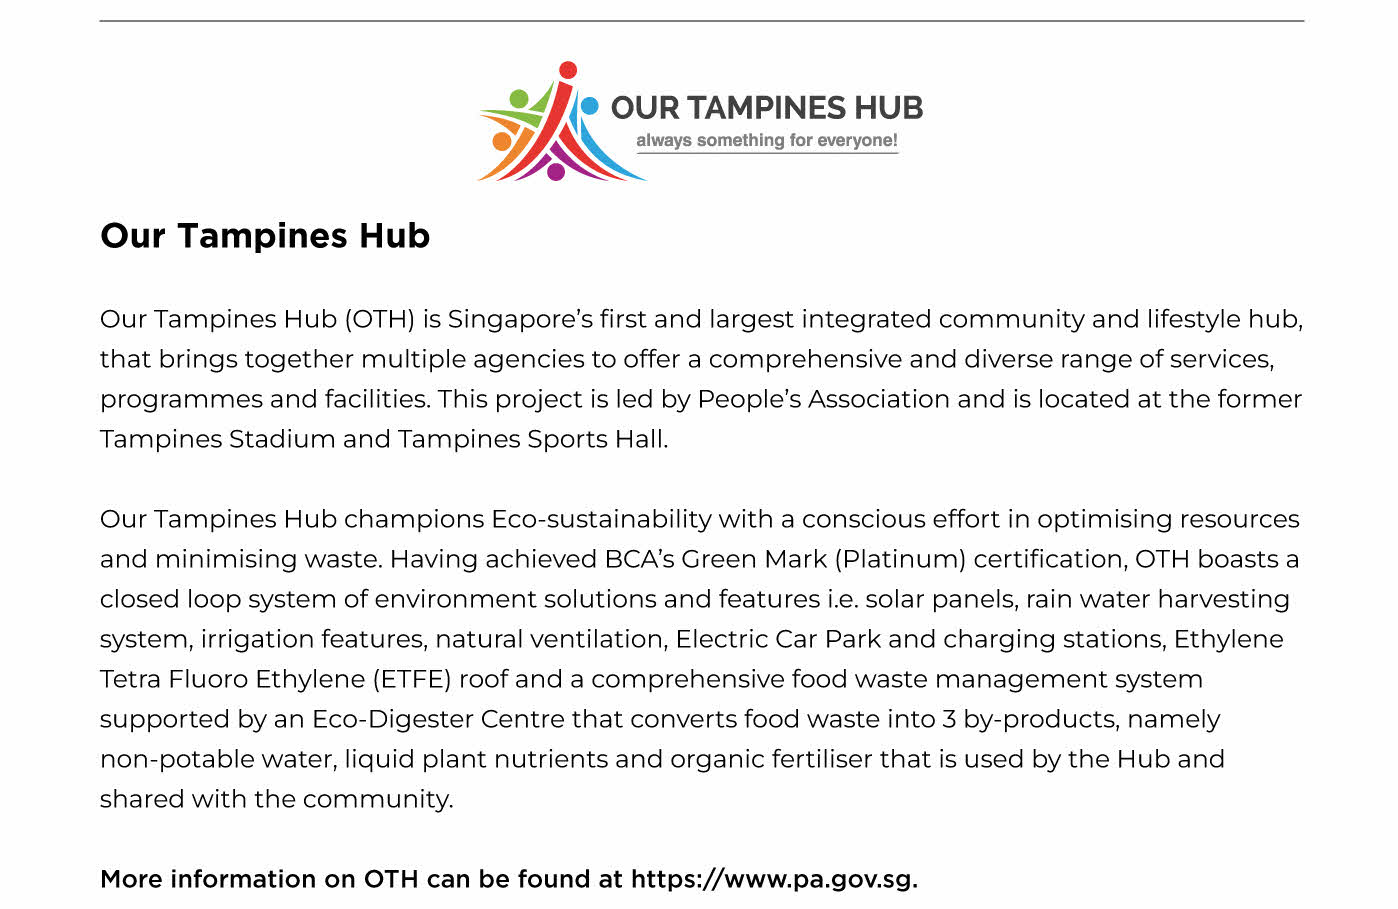 OUR TAMPINES HUB
always something for everyone!
Our Tampines Hub
Our Tampines Hub (OTH) is Singapore’s first and largest integrated community and lifestyle hub,
that brings together multiple agencies to offer a comprehensive and diverse range of services,
programmes and facilities. This project is led by People’s Association and is located at the former
Tampines Stadium and Tampines Sports Hall.
Our Tampines Hub champions Eco-sustainability with a conscious effort in optimising resources
and minimising waste. Having achieved BCA’s Green Mark (Platinum) certification, OTH boasts a
closed loop system of environment solutions and features i.e. solar panels, rain water harvesting
system, irrigation features, natural ventilation, Electric Car Park and charging stations, Ethylene
Tetra Fluoro Ethylene (ETFE) roof and a comprehensive food waste management system
supported by an Eco-Digester Centre that converts food waste into 3 by-products, namely
non-potable water, liquid plant nutrients and organic fertiliser that is used by the Hub and
shared with the community.
More information on OTH can be found at https://www.pa.gov.sg.